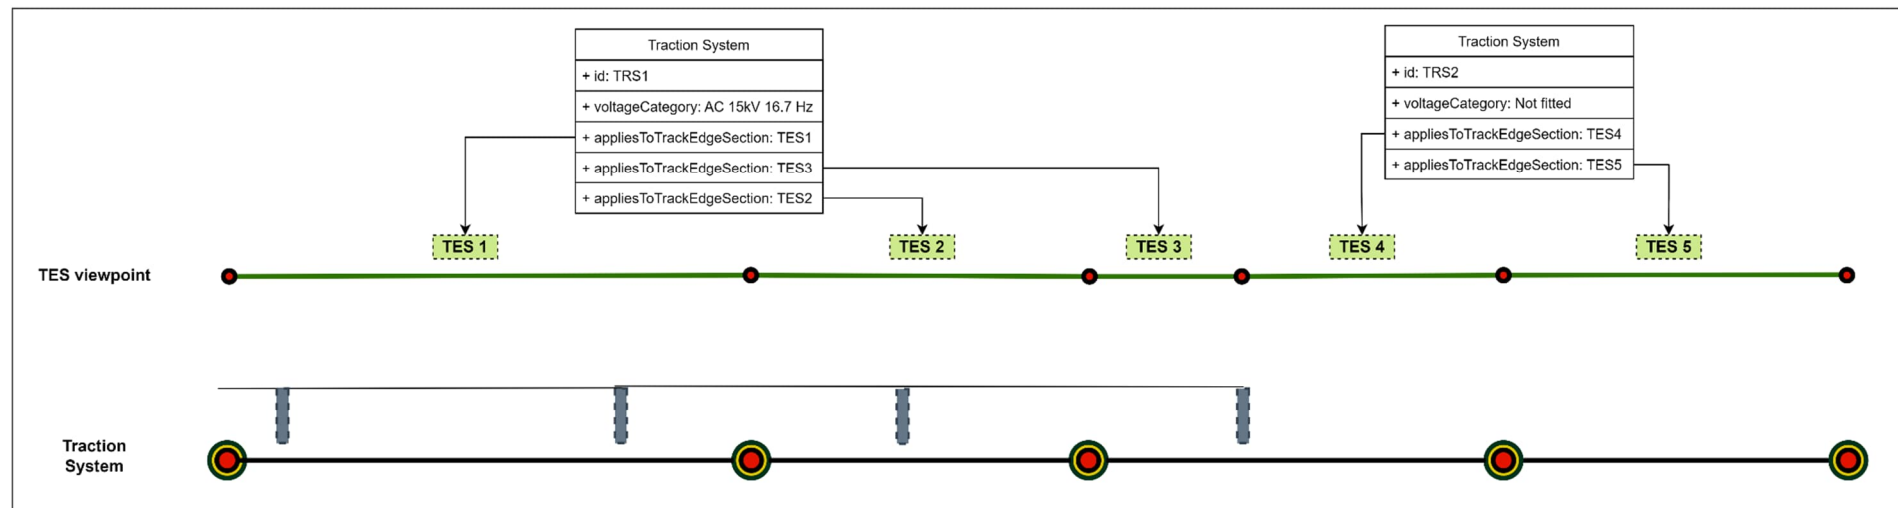 Traction System
+ id: TRS1
+ voltageCategory: AC 15kV 16.7 Hz
+ appliesToTrackEdgeSection: TES1
+ appliesToTrackEdgeSection: TES3
+ appliesToTrackEdgeSection: TES2
Traction System
+ id: TRS2
+ voltageCategory: Not fitted
+ appliesToTrackEdgeSection: TES4
+ appliesToTrackEdgeSection: TES5
TES 1
TES 2
TES 3
TES 4
TES 5
TES viewpoint
Traction
System